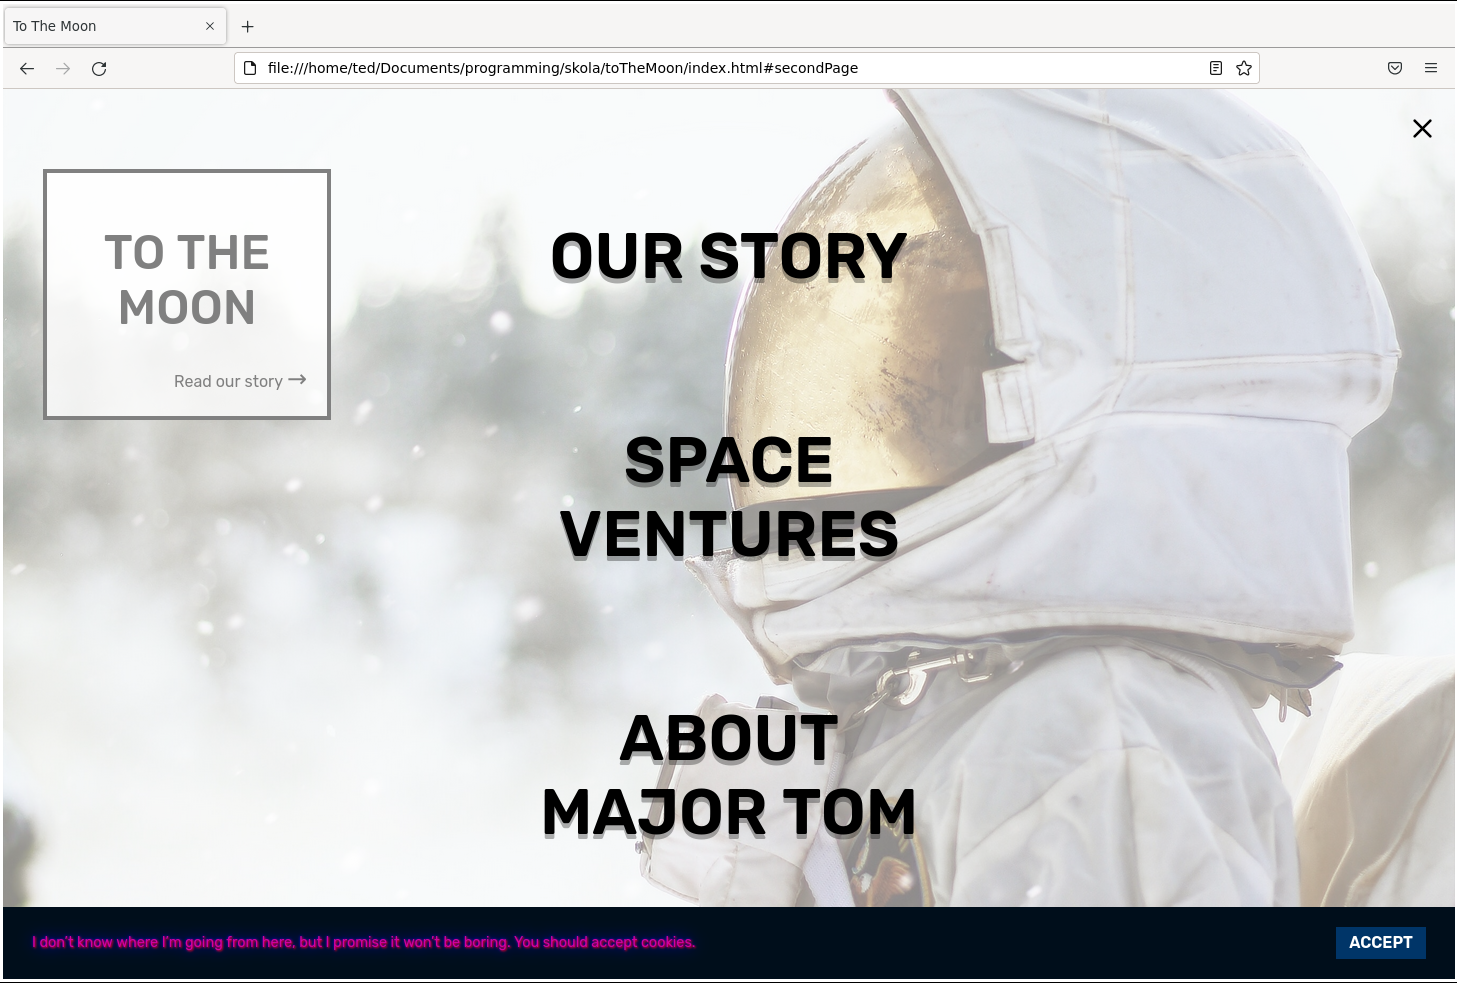 To The Moon
file:///home/ted/Documents/programming/skola/toTheMoon/index.html#secondPage
TO THE
MOON
Read our story →
OUR STORY
SPACE
VENTURES
ABOUT
MAJOR TOM
I don't know where I'm going from here, but I promise it won't be boring. You should accept cookies.
ACCEPT